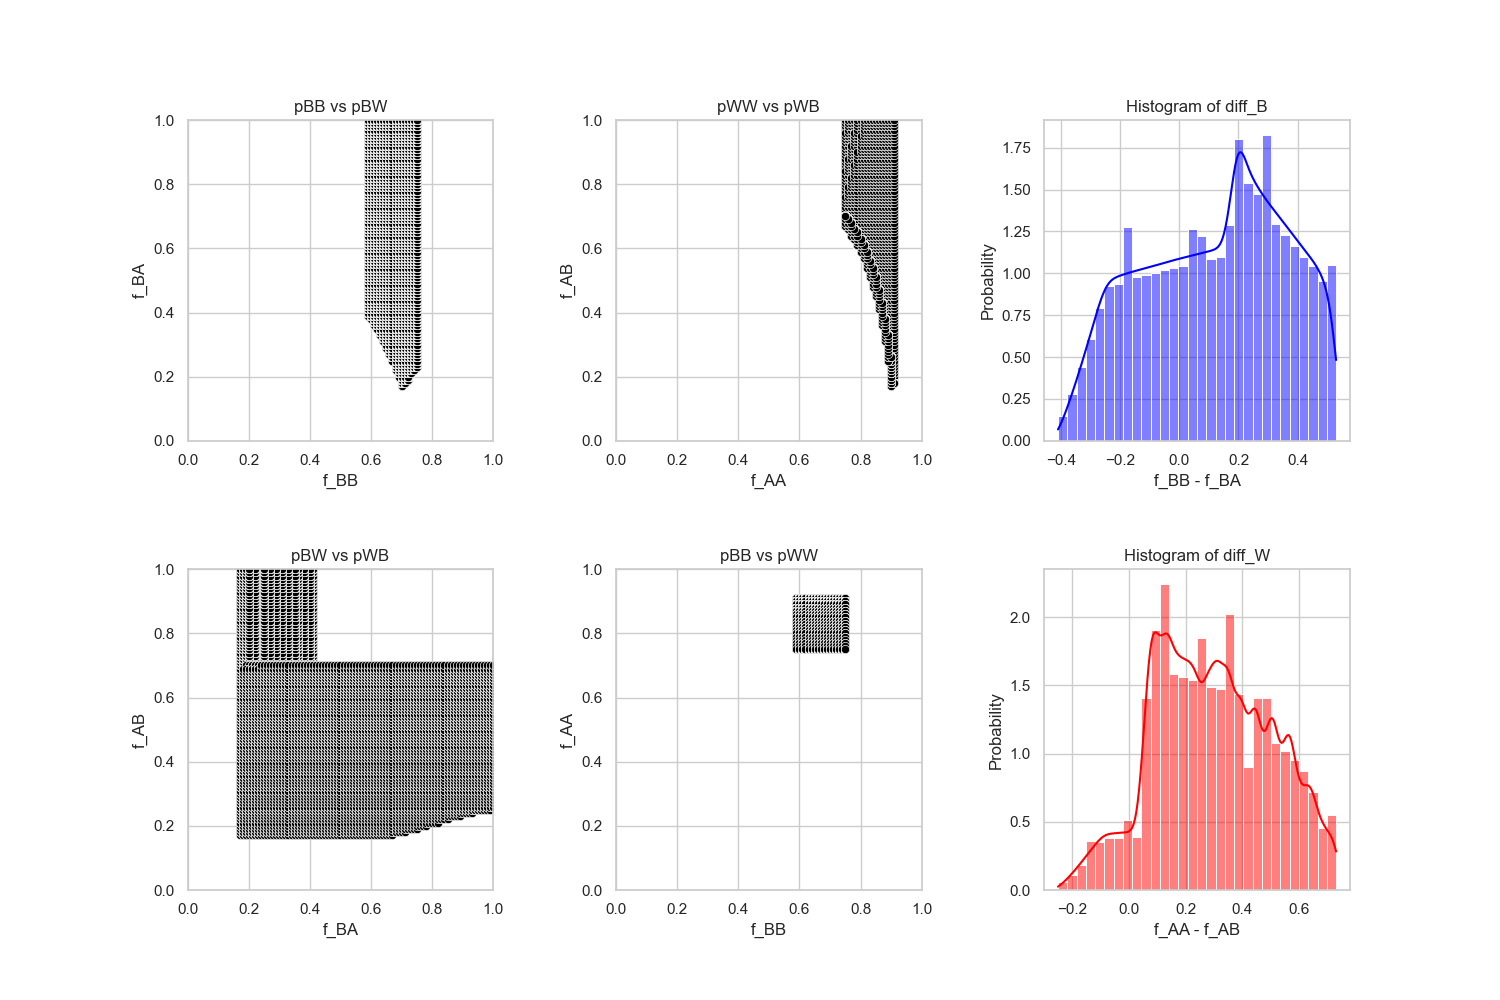 pBB vs pBW
1.0
0.8
0.6
0.4
0.2
0.0
f_BA
0.0 0.2 0.4 0.6 0.8 1.0
f_BB
pWW vs pWB
1.0
0.8
0.6
0.4
0.2
0.0
f_AB
0.0 0.2 0.4 0.6 0.8 1.0
f_AA
Histogram of diff_B
1.75
1.50
1.25
1.00
0.75
0.50
0.25
0.00
Probability
−0.4 −0.2 0.0 0.2 0.4
f_BB - f_BA
pBW vs pWB
1.0
0.8
0.6
0.4
0.2
0.0
f_AB
0.0 0.2 0.4 0.6 0.8 1.0
f_BA
pBB vs pWW
1.0
0.8
0.6
0.4
0.2
0.0
f_AA
0.0 0.2 0.4 0.6 0.8 1.0
f_BB
Histogram of diff_W
2.0
1.5
1.0
0.5
0.0
Probability
−0.2 0.0 0.2 0.4 0.6
f_AA - f_AB